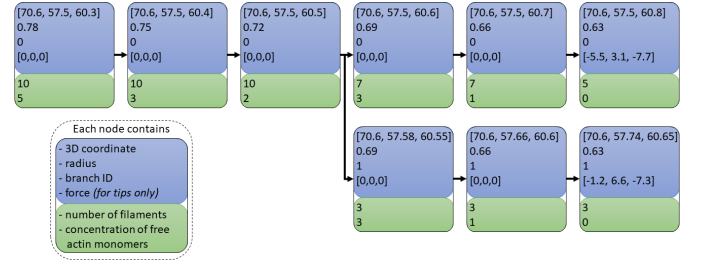 [70.6, 57.5, 60.3]
0.78
0
[0,0,0]
10
5
[70.6, 57.5, 60.4]
0.75
0
[0,0,0]
10
3
[70.6, 57.5, 60.5]
0.72
0
[0,0,0]
10
2
[70.6, 57.5, 60.6]
0.69
0
[0,0,0]
7
3
[70.6, 57.5, 60.7]
0.66
0
[0,0,0]
7
1
[70.6, 57.5, 60.8]
0.63
0
[-5.5, 3.1, -7.7]
5
0
[70.6, 57.58, 60.55]
0.69
1
[0,0,0]
3
3
[70.6, 57.66, 60.6]
0.66
1
[0,0,0]
3
1
[70.6, 57.74, 60.65]
0.63
1
[-1.2, 6.6, -7.3]
3
0
Each node contains
- 3D coordinate
- radius
- branch ID
- force (for tips only)
- number of filaments
- concentration of free
actin monomers